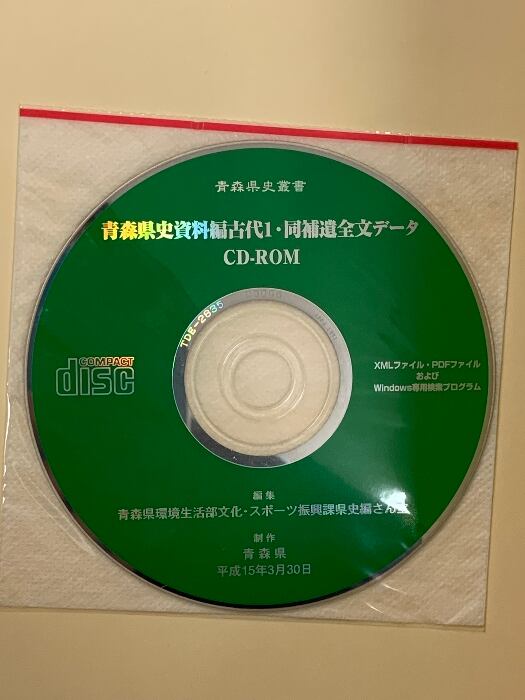 青森県史叢書
青森県史資料編古代1・同補遺全文データ
CD-ROM
TDE-2835
COMPACT
disc
XMLファイル・PDFファイル
および
Windows専用検索プログラム
編集
青森県環境生活部文化・スポーツ振興課県史編さん室
制作
青森県
平成15年3月30日